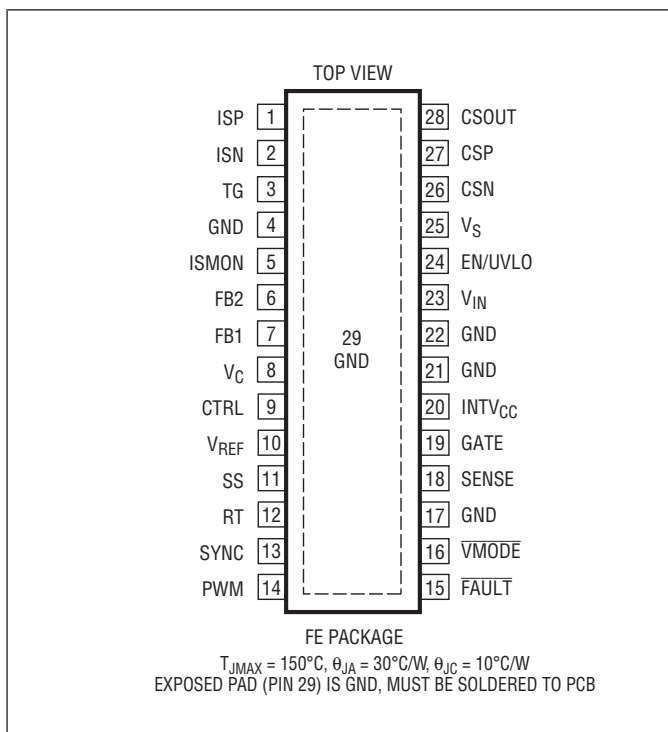 TOP VIEW
ISP 1 28 CSOUT
ISN 2 27 CSP
TG 3 26 CSN
GND 4 25 VS
ISMON 5 24 EN/UVLO
FB2 6 23 VIN
FB1 7 22 GND
29
GND
VC 8 21 GND
CTRL 9 20 INTVCC
VREF 10 19 GATE
SS 11 18 SENSE
RT 12 17 GND
SYNC 13 16 VMODE
PWM 14 15 FAULT
FE PACKAGE
TJMAX = 150°C, θJA = 30°C/W, θJC = 10°C/W
EXPOSED PAD (PIN 29) IS GND, MUST BE SOLDERED TO PCB